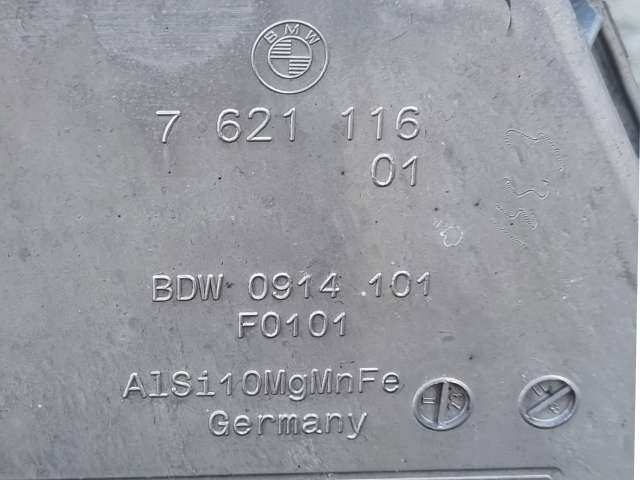 BMW
7 621 116
01
BDW 0914 101
F0101
AlSi10MgMnFe
Germany